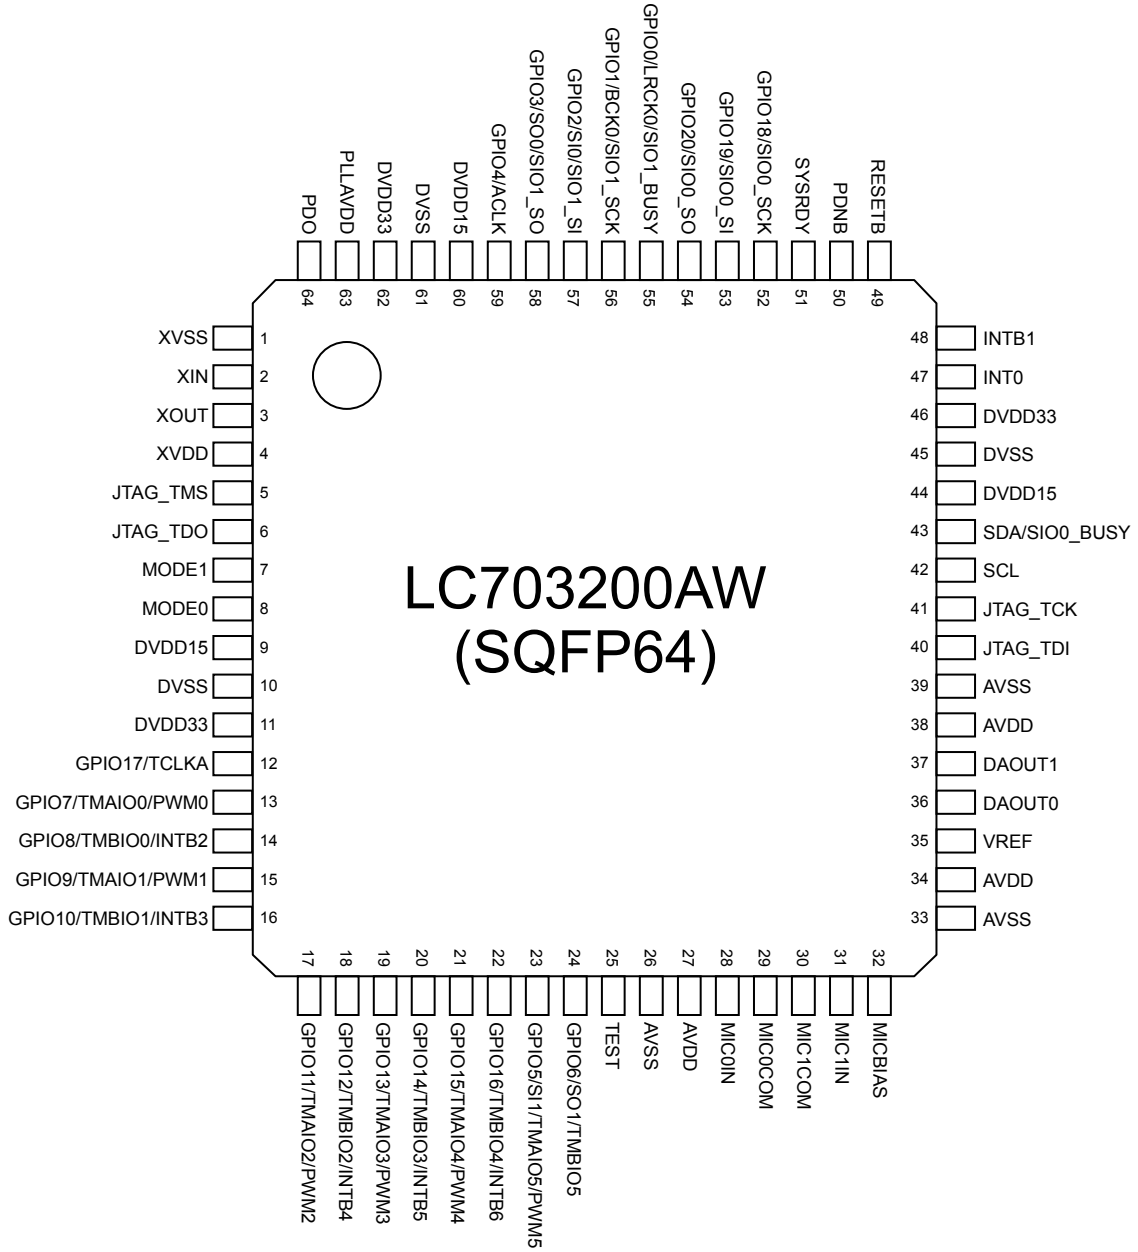 GPIO0/LRCK0/SIO1_BUSY
GPIO1/BCK0/SIO1_SCK
GPIO3/SO0/SIO1_SO
GPIO2/SI0/SIO1_SI
GPIO20/SIO0_SO
GPIO19/SIO0_SI
GPIO18/SIO0_SCK
GPIO4/ACLK
PDO
PLLAVDD
DVDD33
DVSS
DVDD15
SYSRDY
PDNB
RESETB
64 63 62 61 60 59 58 57 56 55 54 53 52 51 50 49
XVSS 1
XIN 2
XOUT 3
XVDD 4
JTAG_TMS 5
JTAG_TDO 6
MODE1 7
MODE0 8
DVDD15 9
DVSS 10
DVDD33 11
GPIO17/TCLKA 12
GPIO7/TMAIO0/PWM0 13
GPIO8/TMBIO0/INTB2 14
GPIO9/TMAIO1/PWM1 15
GPIO10/TMBIO1/INTB3 16
LC703200AW
(SQFP64)
48 INTB1
47 INT0
46 DVDD33
45 DVSS
44 DVDD15
43 SDA/SIO0_BUSY
42 SCL
41 JTAG_TCK
40 JTAG_TDI
39 AVSS
38 AVDD
37 DAOUT1
36 DAOUT0
35 VREF
34 AVDD
33 AVSS
17 18 19 20 21 22 23 24 25 26 27 28 29 30 31 32
GPIO11/TMAIO2/PWM2
GPIO12/TMBIO2/INTB4
GPIO13/TMAIO3/PWM3
GPIO14/TMBIO3/INTB5
GPIO15/TMAIO4/PWM4
GPIO16/TMBIO4/INTB6
GPIO5/SI1/TMAIO5/PWM5
GPIO6/SO1/TMBIO5
TEST
AVSS
AVDD
MIC0IN
MIC0COM
MIC1COM
MIC1IN
MICBIAS